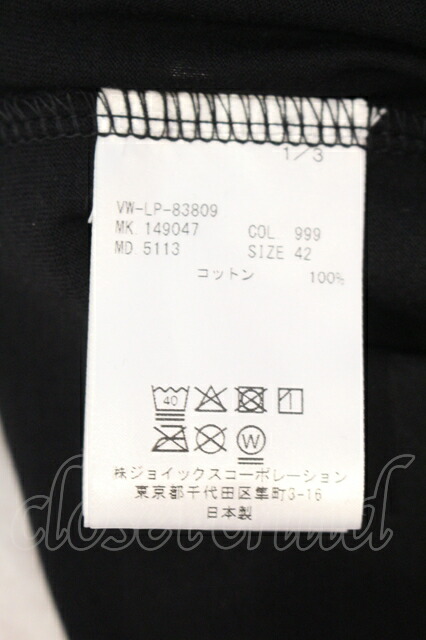 1/3
VW-LP-83809
MK. 149047 COL 999
MD. 5113 SIZE 42
コットン 100%
40
W
㈱ジョイックスコーポレーション
東京都千代田区隼町3-16
日本製
closet child